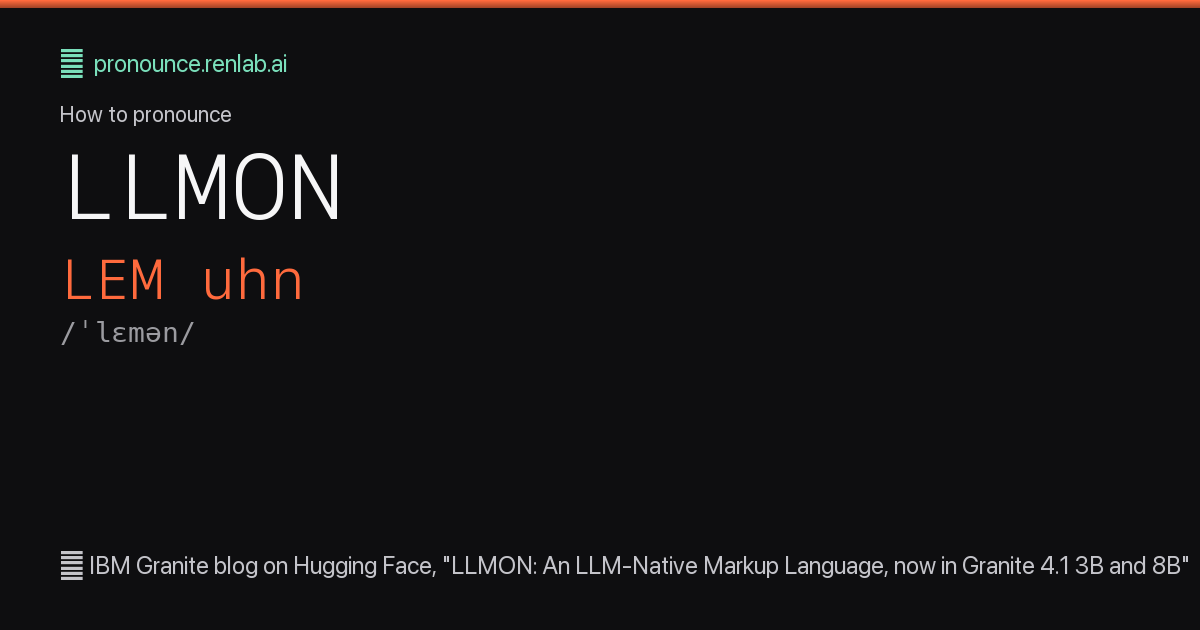 pronounce.renlab.ai
How to pronounce
LLMON
LEM uhn
/ˈlɛmən/
IBM Granite blog on Hugging Face, "LLMON: An LLM-Native Markup Language, now in Granite 4.1 3B and 8B"